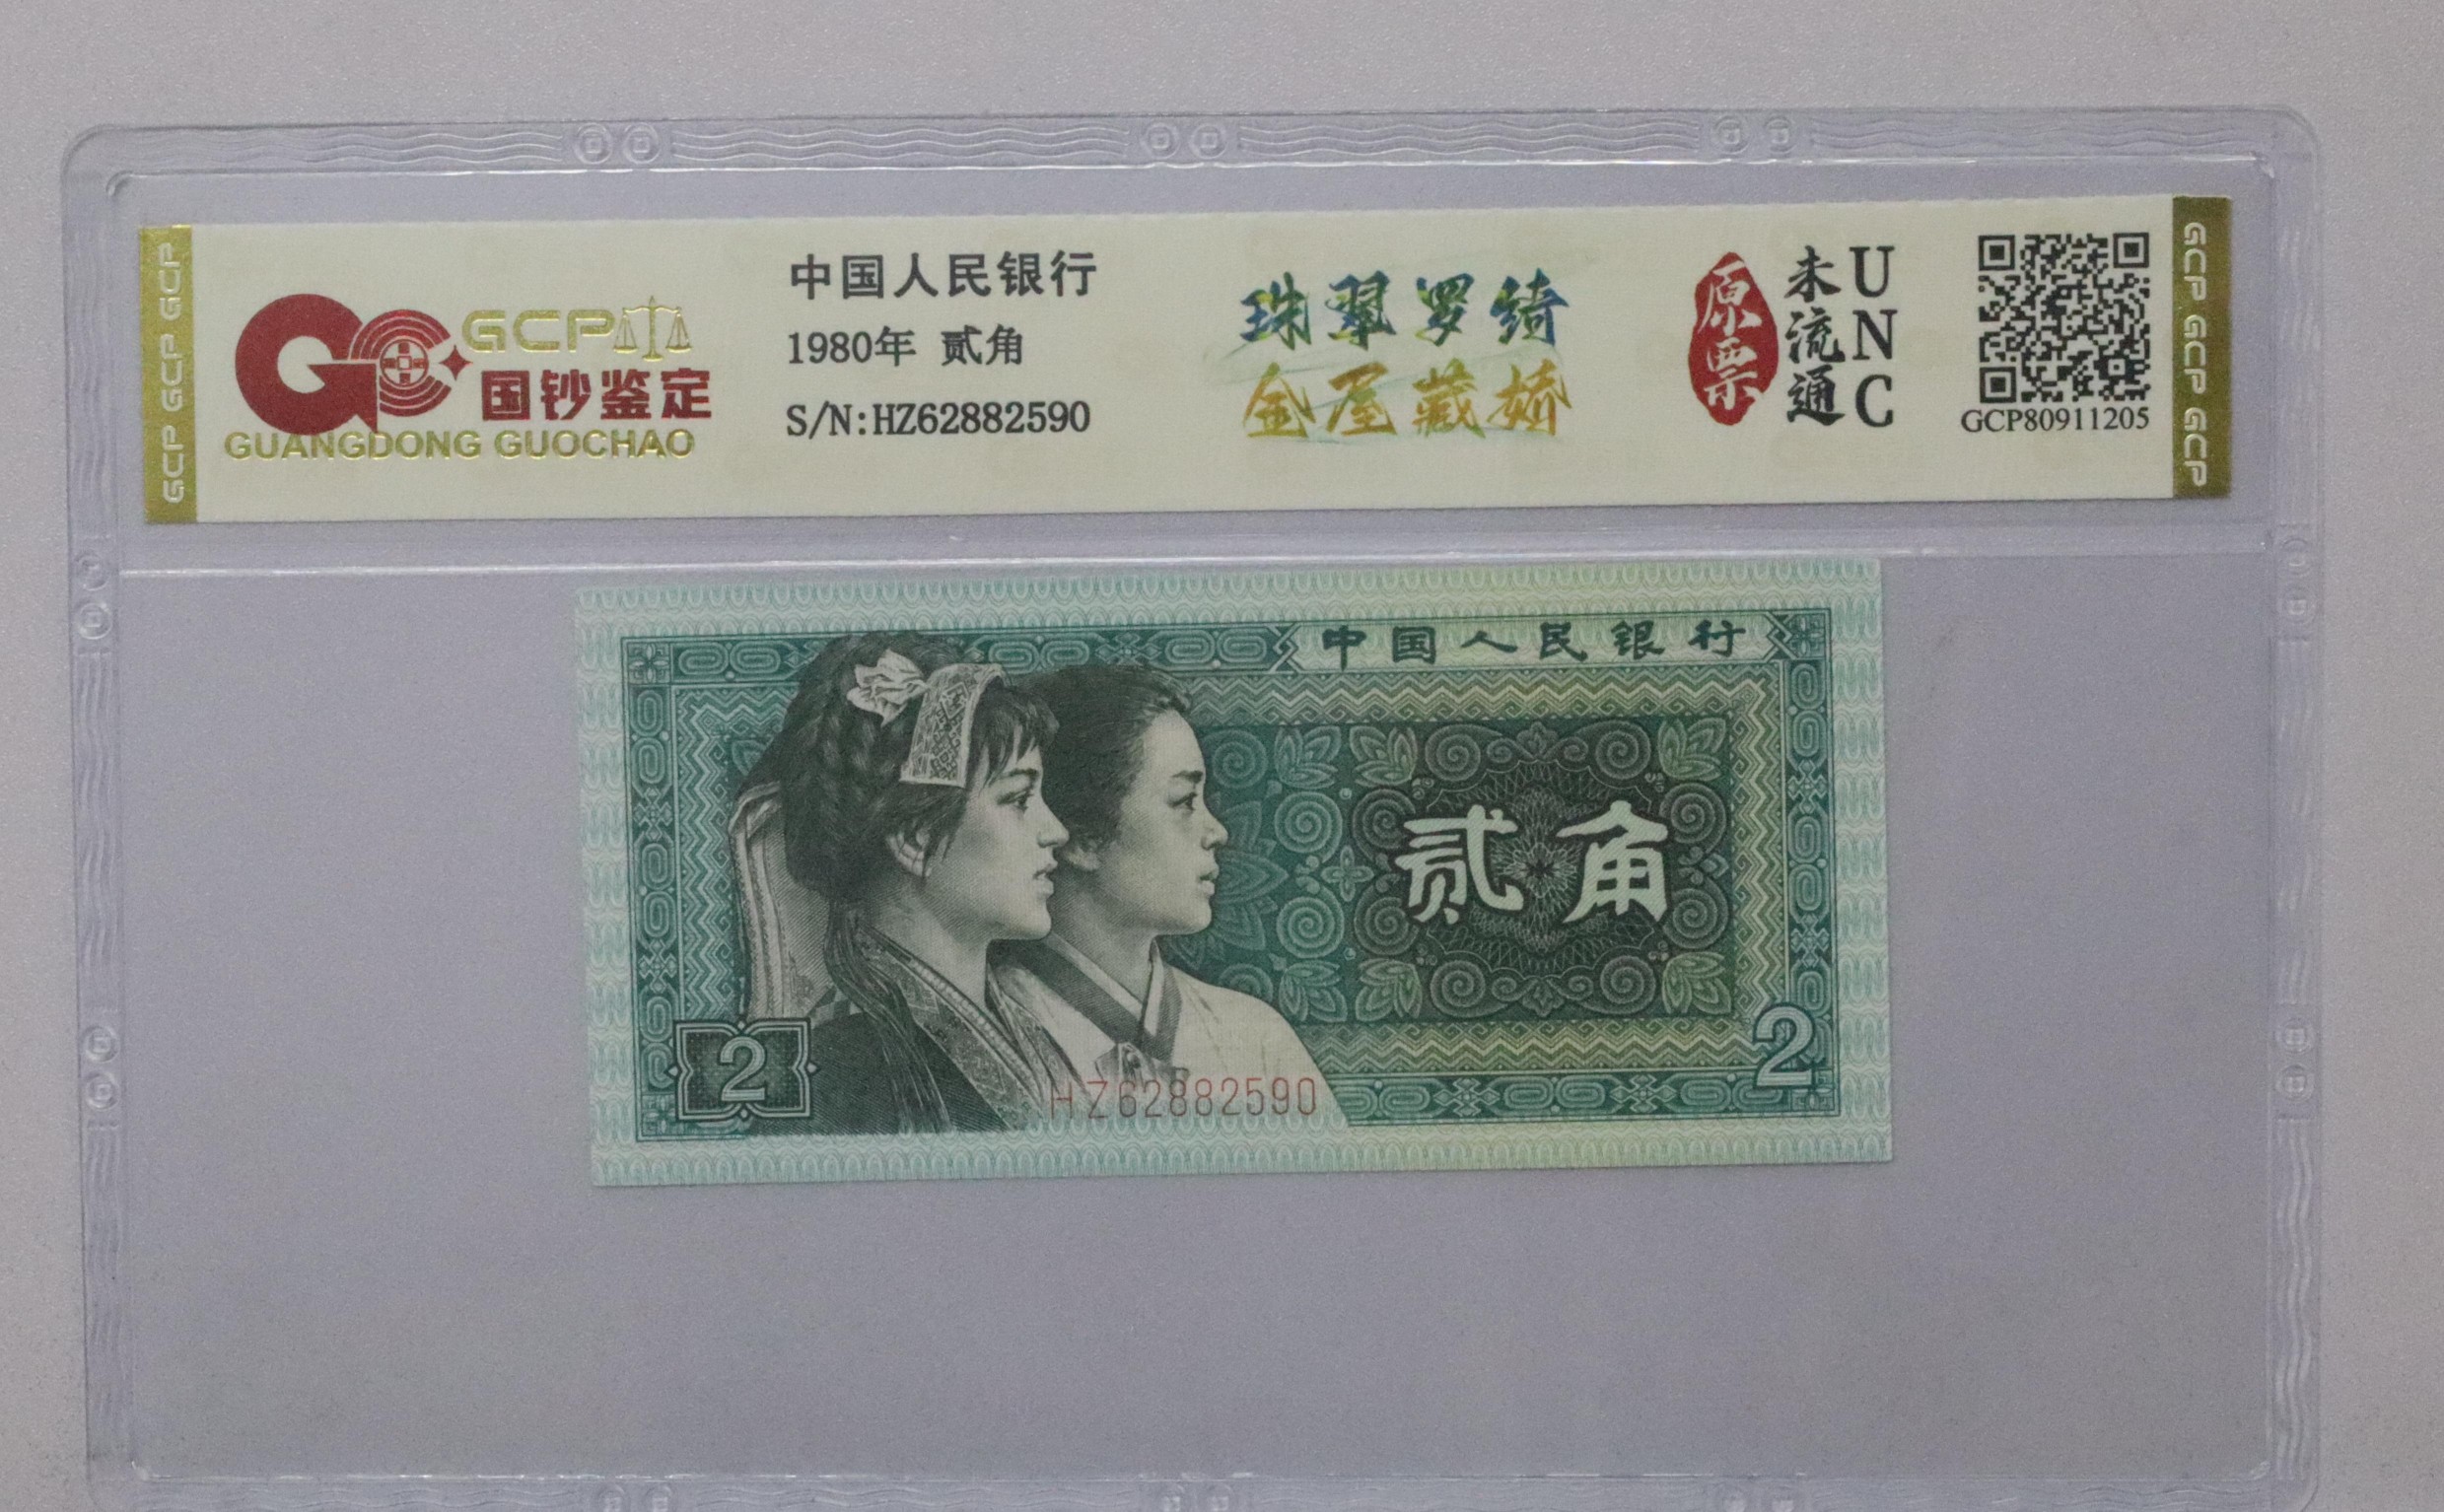 GCP GCP GCP
GCP
国钞鉴定
GUANGDONG GUOCHAO
中国人民银行
1980年 贰角
S/N:HZ62882590
珠翠罗绮
金屋藏娇
原票
未流通
UNC
GCP80911205
GCP GCP GCP
中国人民银行
贰角
2
2
HZ62882590